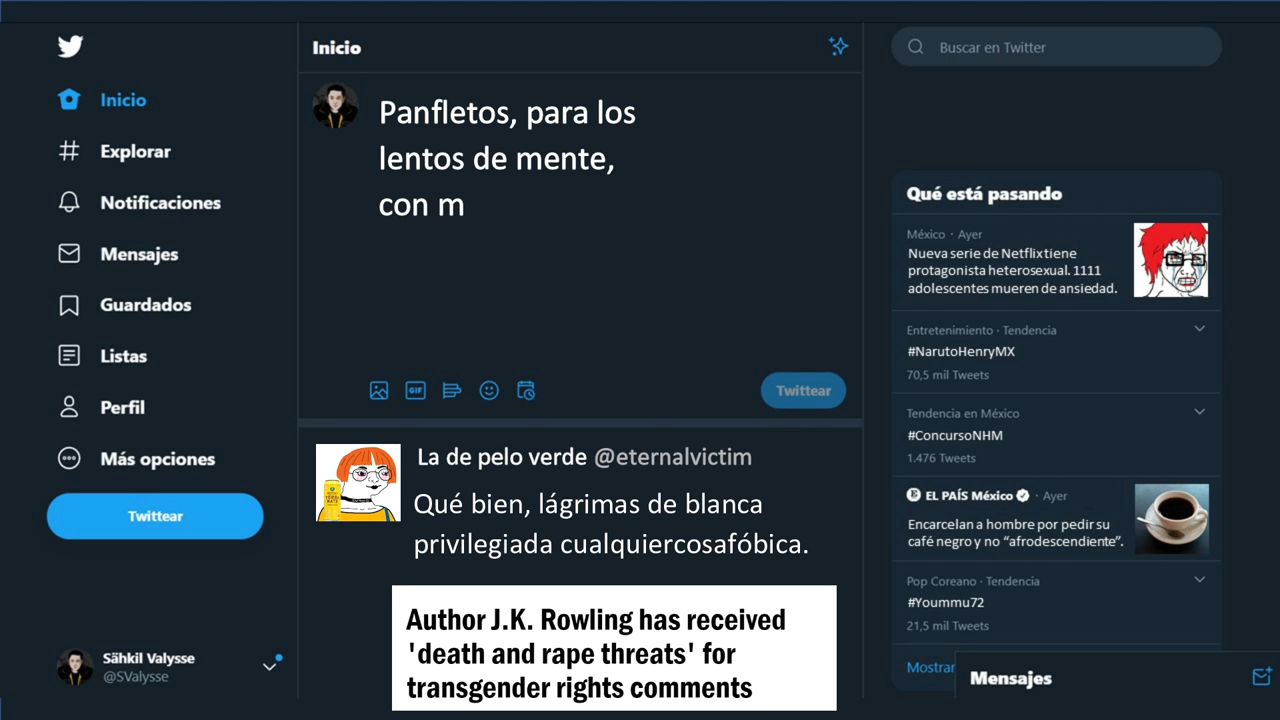 Inicio
Explorar
Notificaciones
Mensajes
Guardados
Listas
Perfil
Más opciones
Twittear
Sähkil Valysse
@SValysse
Inicio
Panfletos, para los
lentos de mente,
con m
GIF
Twittear
La de pelo verde @eternalvictim
Qué bien, lágrimas de blanca
privilegiada cualquiercosafóbica.
Author J.K. Rowling has received
'death and rape threats' for
transgender rights comments
Buscar en Twitter
Qué está pasando
México · Ayer
Nueva serie de Netflix tiene
protagonista heterosexual. 1111
adolescentes mueren de ansiedad.
Entretenimiento · Tendencia
#NarutoHenryMX
70,5 mil Tweets
Tendencia en México
#ConcursoNHM
1.476 Tweets
EL PAÍS México · Ayer
Encarcelan a hombre por pedir su
café negro y no “afrodescendiente”.
Pop Coreano · Tendencia
#Yoummu72
21,5 mil Tweets
Mostrar
Mensajes